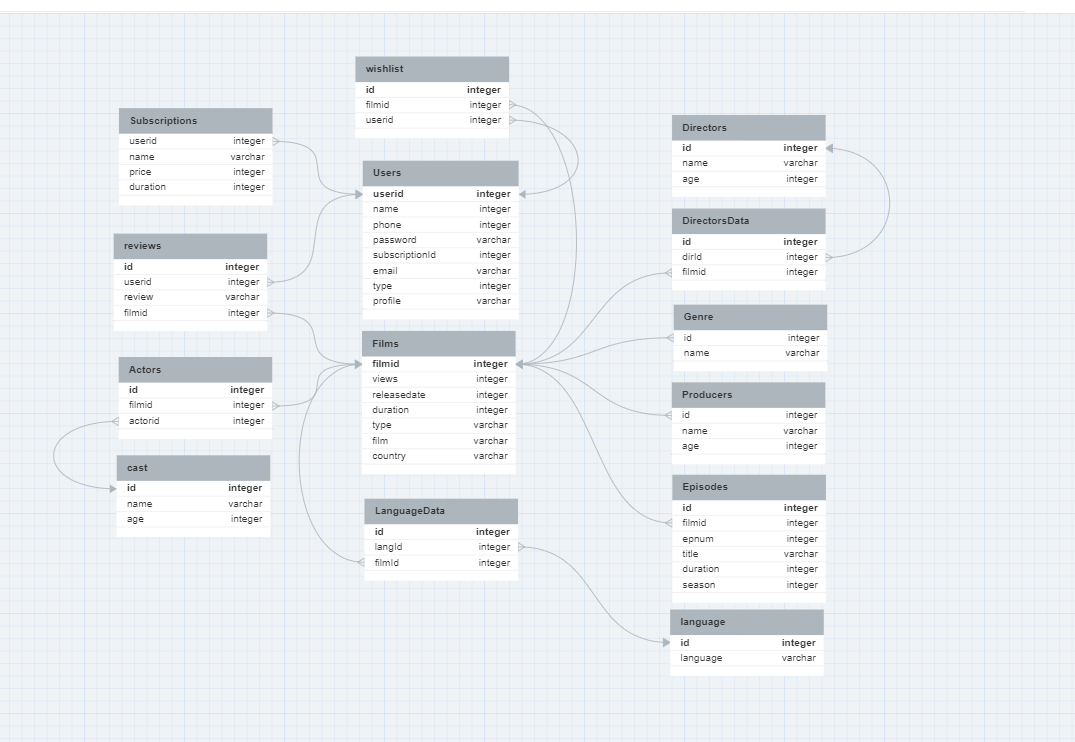 wishlist
id integer
filmid integer
userid integer
Subscriptions
userid integer
name varchar
price integer
duration integer
Users
userid integer
name integer
phone integer
password varchar
subscriptionId integer
email varchar
type integer
profile varchar
Directors
id integer
name varchar
age integer
DirectorsData
id integer
dirId integer
filmid integer
reviews
id integer
userid integer
review varchar
filmid integer
Films
filmid integer
views integer
releasedate integer
duration integer
type varchar
film varchar
country varchar
Genre
id integer
name varchar
Actors
id integer
filmid integer
actorid integer
Producers
id integer
name varchar
age integer
cast
id integer
name varchar
age integer
LanguageData
id integer
langId integer
filmId integer
Episodes
id integer
filmid integer
epnum integer
title varchar
duration integer
season integer
language
id integer
language varchar